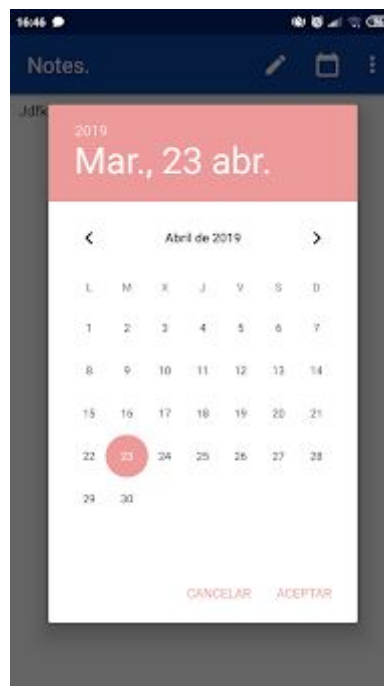 16:46
Notes.
Jdfk
2019
Mar., 23 abr.
Abril de 2019
L M X J V S D
1 2 3 4 5 6 7
8 9 10 11 12 13 14
15 16 17 18 19 20 21
22 23 24 25 26 27 28
29 30
CANCELAR ACEPTAR